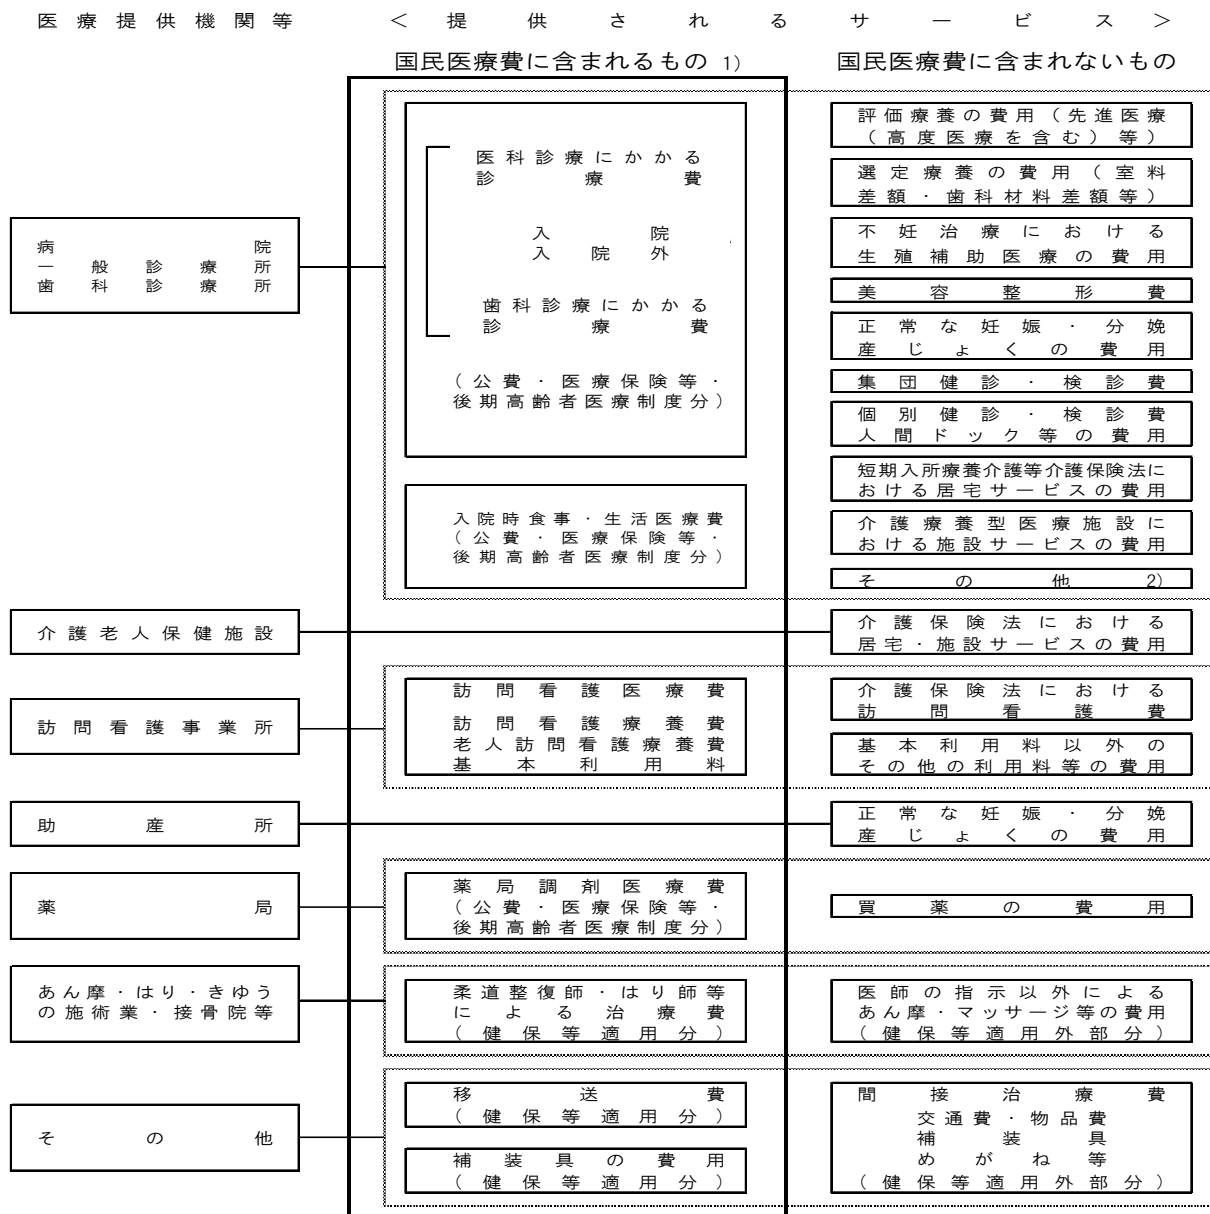 医療提供機関等
＜提供されるサービス＞
国民医療費に含まれるもの 1)
国民医療費に含まれないもの
病院
一般診療所
歯科診療所
医科診療にかかる
診療費
入院
入院外
歯科診療にかかる
診療費
（公費・医療保険等・
後期高齢者医療制度分）
入院時食事・生活医療費
（公費・医療保険等・
後期高齢者医療制度分）
評価療養の費用（先進医療
（高度医療を含む）等）
選定療養の費用（室料
差額・歯科材料差額等）
不妊治療における
生殖補助医療の費用
美容整形費
正常な妊娠・分娩
産じょくの費用
集団健診・検診費
個別健診・検診費
人間ドック等の費用
短期入所療養介護等介護保険法に
おける居宅サービスの費用
介護療養型医療施設に
おける施設サービスの費用
その他 2)
介護老人保健施設
介護保険法における
居宅・施設サービスの費用
訪問看護事業所
訪問看護医療費
訪問看護療養費
老人訪問看護療養費
基本利用料
介護保険法における
訪問看護費
基本利用料以外の
その他の利用料等の費用
助産所
正常な妊娠・分娩
産じょくの費用
薬局
薬局調剤医療費
（公費・医療保険等・
後期高齢者医療制度分）
買薬の費用
あん摩・はり・きゆう
の施術業・接骨院等
柔道整復師・はり師等
による治療費
（健保等適用分）
医師の指示以外による
あん摩・マッサージ等の費用
（健保等適用外部分）
その他
移送費
（健保等適用分）
補装具の費用
（健保等適用分）
間接治療費
交通費・物品費
補装具
めがね等
（健保等適用外部分）